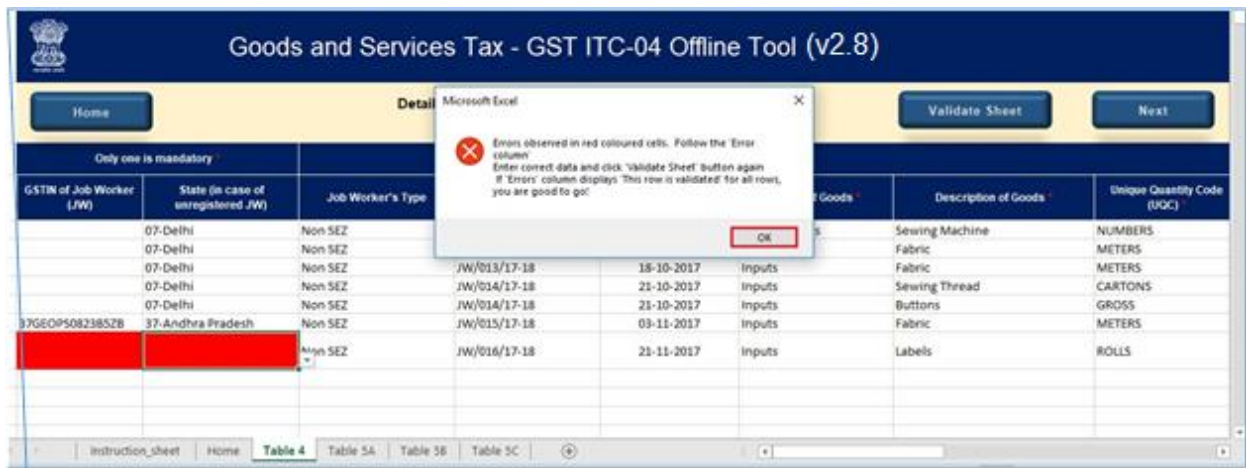 Goods and Services Tax - GST ITC-04 Offline Tool (v2.8)
Home
Detail
Validate Sheet
Next
Microsoft Excel
Errors observed in red coloured cells. Follow the 'Error
column'
Enter correct data and click 'Validate Sheet' button again
If 'Errors' column displays 'This row is validated' for all rows,
you are good to go!
OK
Only one is mandatory *
GSTIN of Job Worker (JW) State (in case of unregistered JW) Job Worker's Type Goods * Description of Goods * Unique Quantity Code (UQC) *
07-Delhi Non SEZ Sewing Machine NUMBERS
07-Delhi Non SEZ Fabric METERS
07-Delhi Non SEZ JW/013/17-18 18-10-2017 Inputs Fabric METERS
07-Delhi Non SEZ JW/014/17-18 21-10-2017 Inputs Sewing Thread CARTONS
07-Delhi Non SEZ JW/014/17-18 21-10-2017 Inputs Buttons GROSS
37-Andhra Pradesh Non SEZ JW/015/17-18 03-11-2017 Inputs Fabric METERS
Non SEZ JW/016/17-18 21-11-2017 Inputs Labels ROLLS
Instruction_sheet Home Table 4 Table 5A Table 5B Table 5C